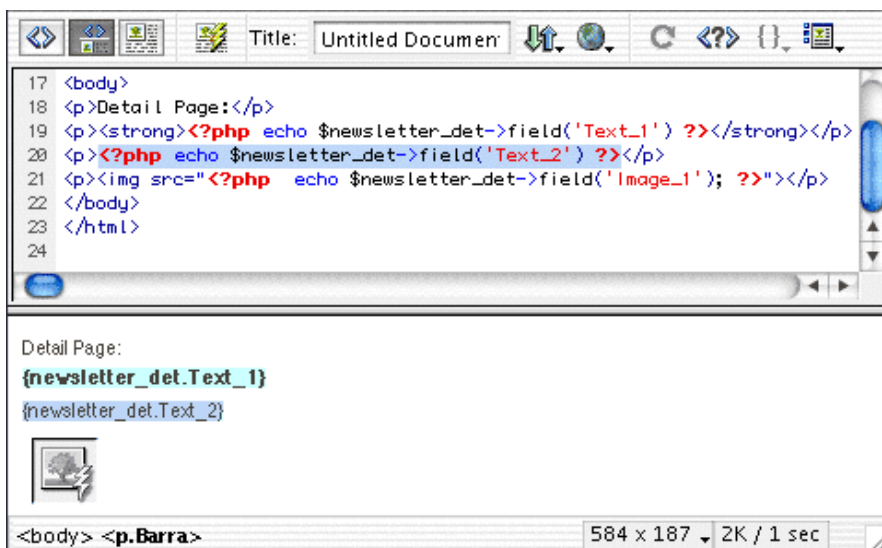 Title: Untitled Documen
17 <body>
18 <p>Detail Page:</p>
19 <p><strong><?php echo $newsletter_det->field('Text_1') ?></strong></p>
20 <p><?php echo $newsletter_det->field('Text_2') ?></p>
21 <p><img src="<?php  echo $newsletter_det->field('Image_1'); ?>"></p>
22 </body>
23 </html>
24
Detail Page:
{newsletter_det.Text_1}
{newsletter_det.Text_2}
<body> <p.Barra> 584 x 187 2K / 1 sec